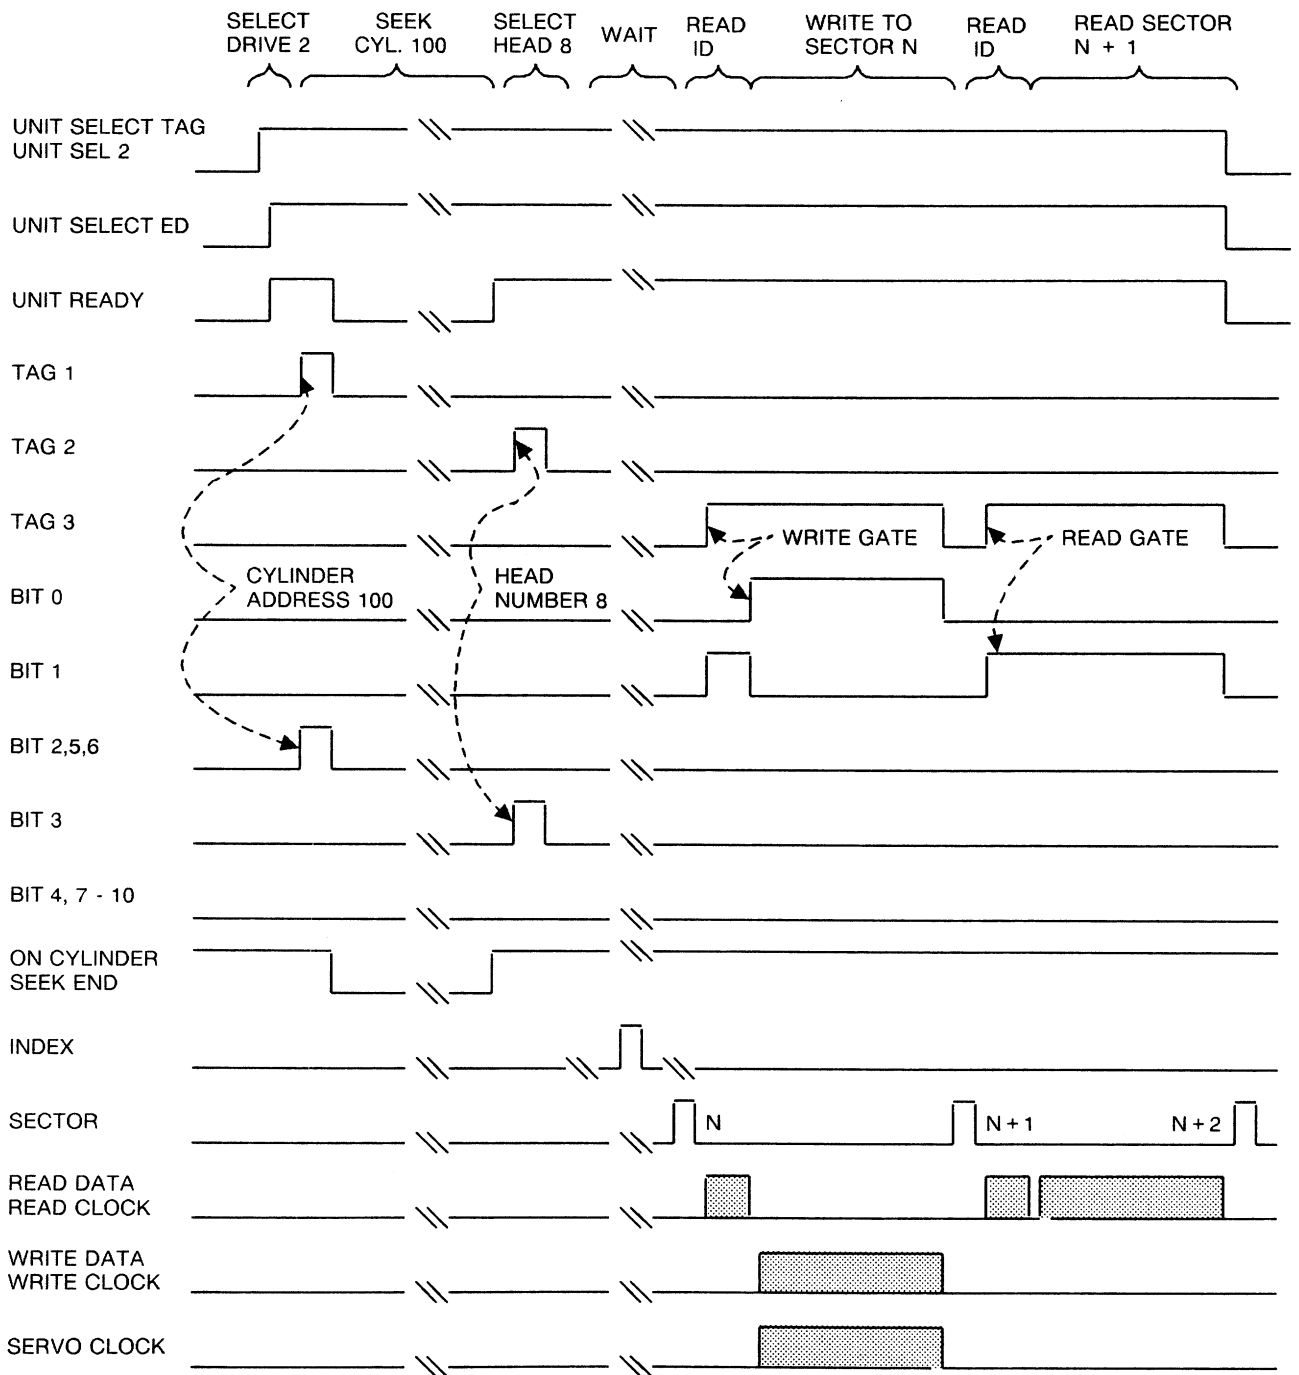 SELECT
DRIVE 2
SEEK
CYL. 100
SELECT
HEAD 8
WAIT
READ
ID
WRITE TO
SECTOR N
READ
ID
READ SECTOR
N + 1
UNIT SELECT TAG
UNIT SEL 2
UNIT SELECT ED
UNIT READY
TAG 1
TAG 2
TAG 3
WRITE GATE
READ GATE
CYLINDER
ADDRESS 100
HEAD
NUMBER 8
BIT 0
BIT 1
BIT 2,5,6
BIT 3
BIT 4, 7 - 10
ON CYLINDER
SEEK END
INDEX
SECTOR
N
N + 1
N + 2
READ DATA
READ CLOCK
WRITE DATA
WRITE CLOCK
SERVO CLOCK